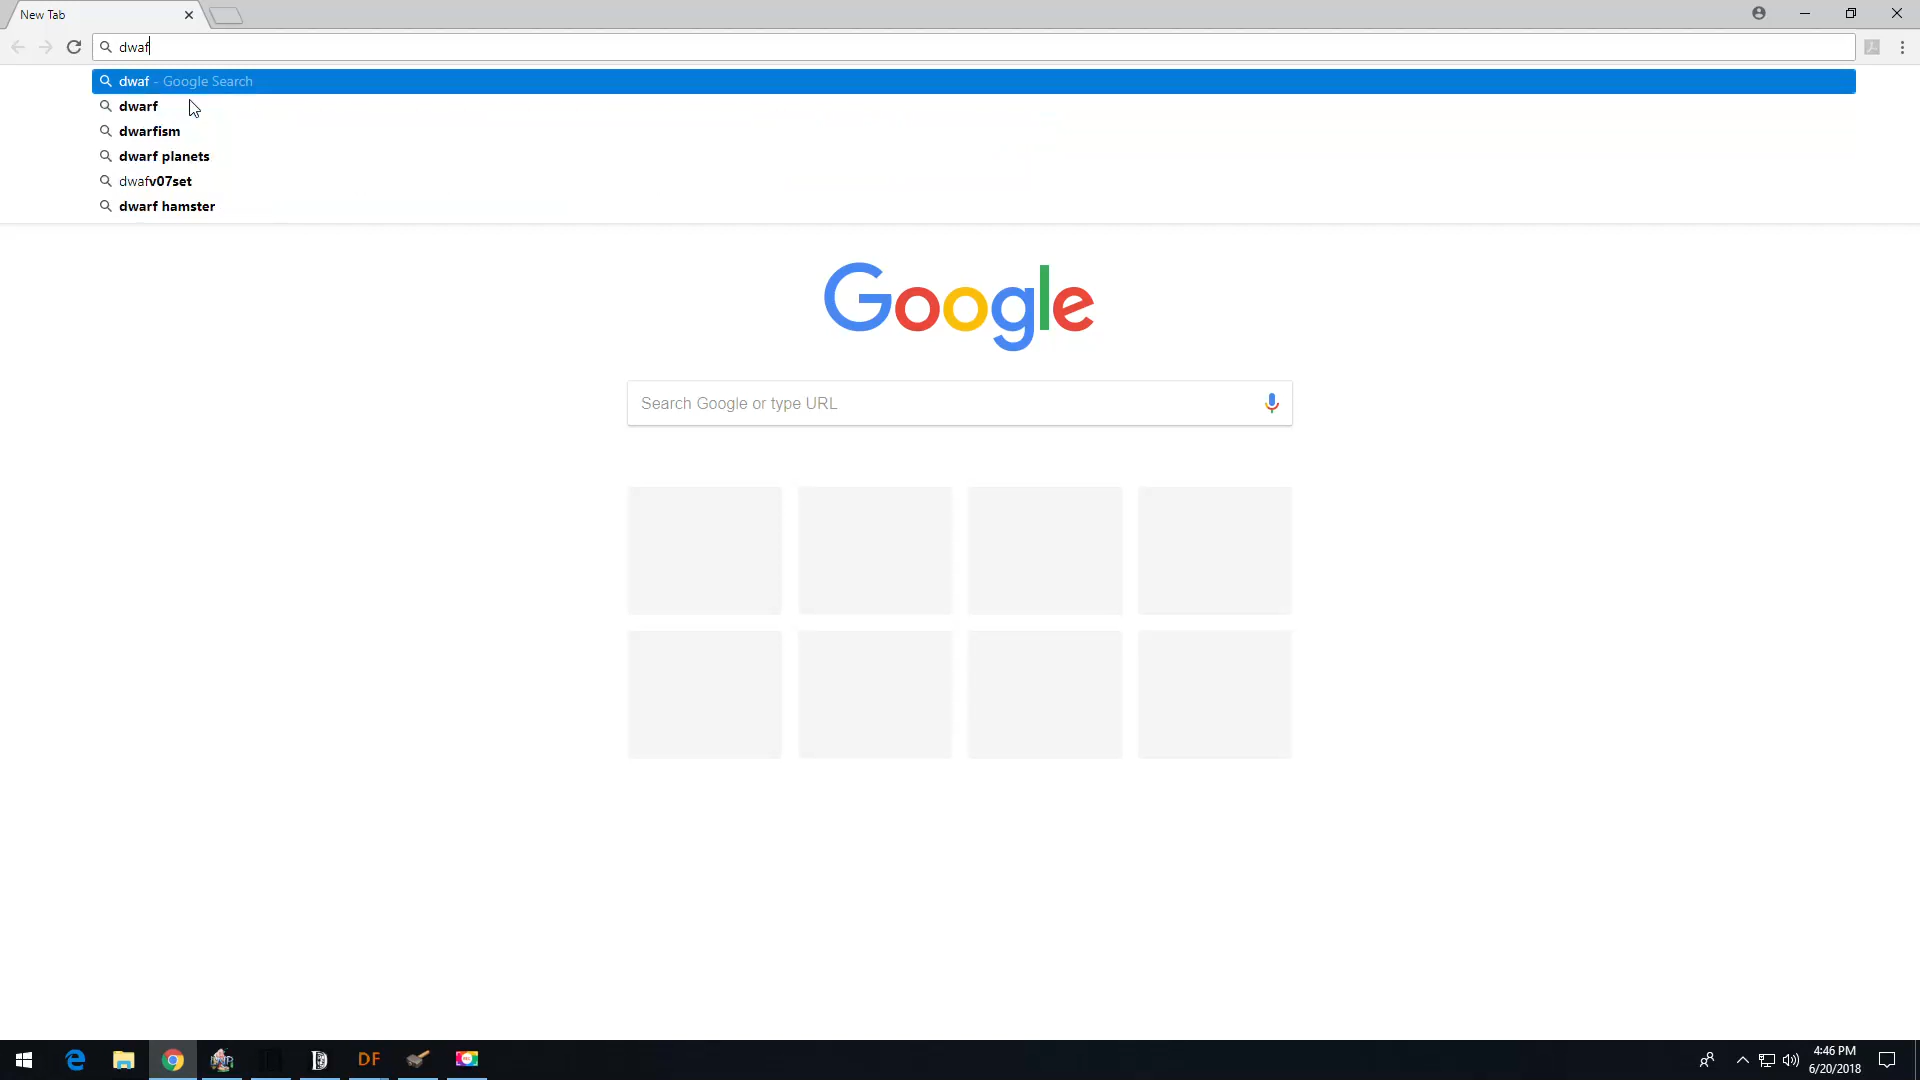 New Tab
dwaf
dwaf - Google Search
dwarf
dwarfism
dwarf planets
dwafv07set
dwarf hamster
Google
Search Google or type URL
DF
4:46 PM
6/20/2018